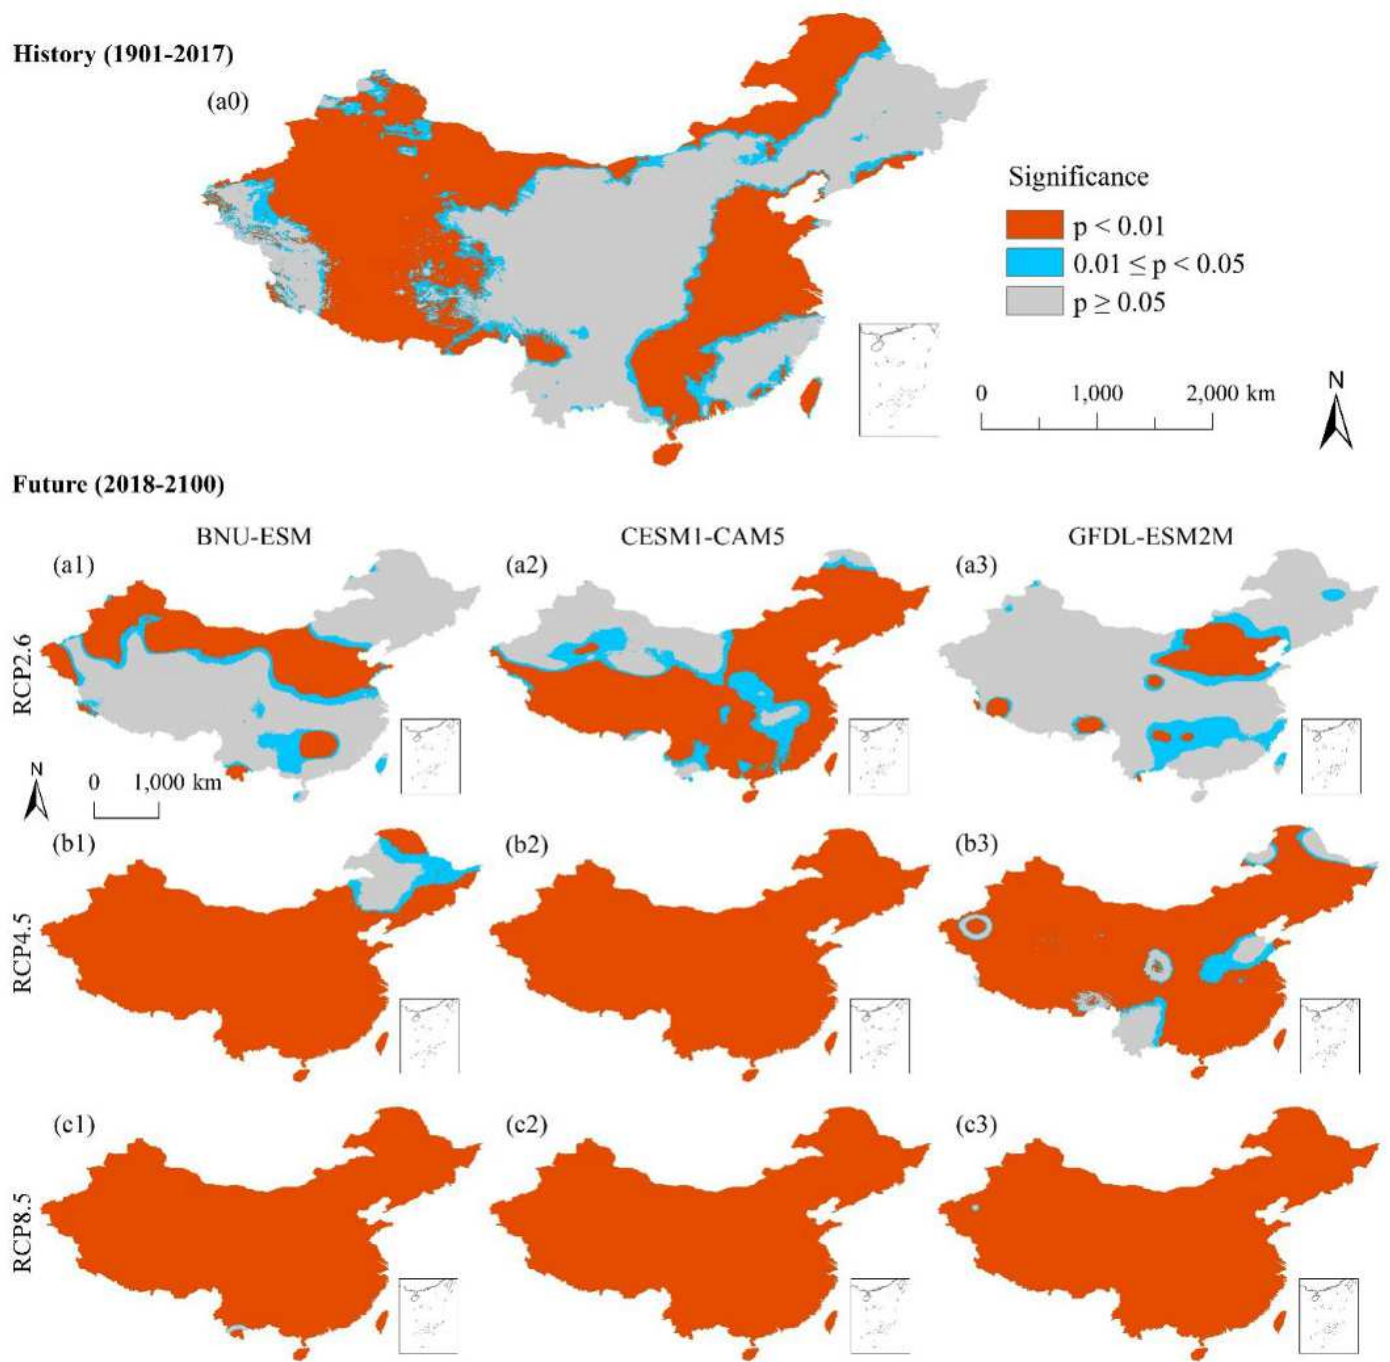 History (1901-2017)
(a0)
Significance
p < 0.01
0.01 ≤ p < 0.05
p ≥ 0.05
0 1,000 2,000 km
N
Future (2018-2100)
BNU-ESM CESM1-CAM5 GFDL-ESM2M
(a1) (a2) (a3)
RCP2.6
N
0 1,000 km
(b1) (b2) (b3)
RCP4.5
(c1) (c2) (c3)
RCP8.5